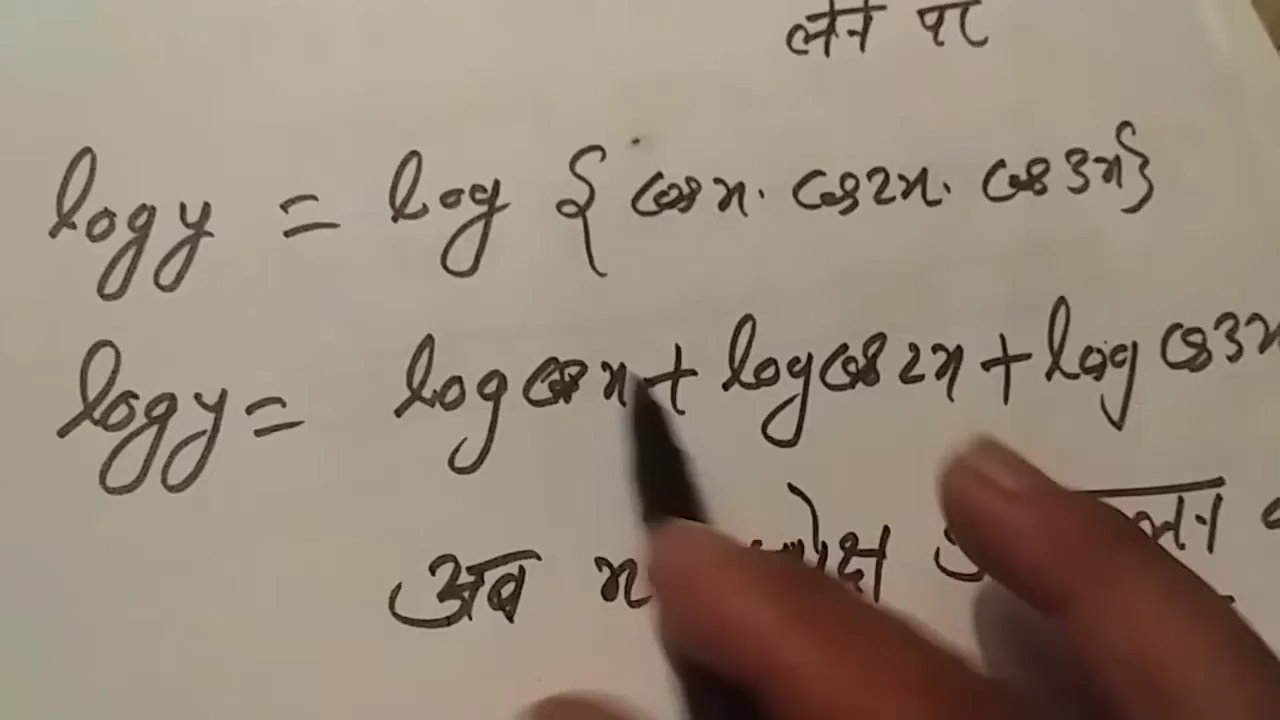 लेने पर
log y = log { cos x. cos 2x. cos 3x}
log y = log cos x + log cos 2x + log cos 3x
अब x